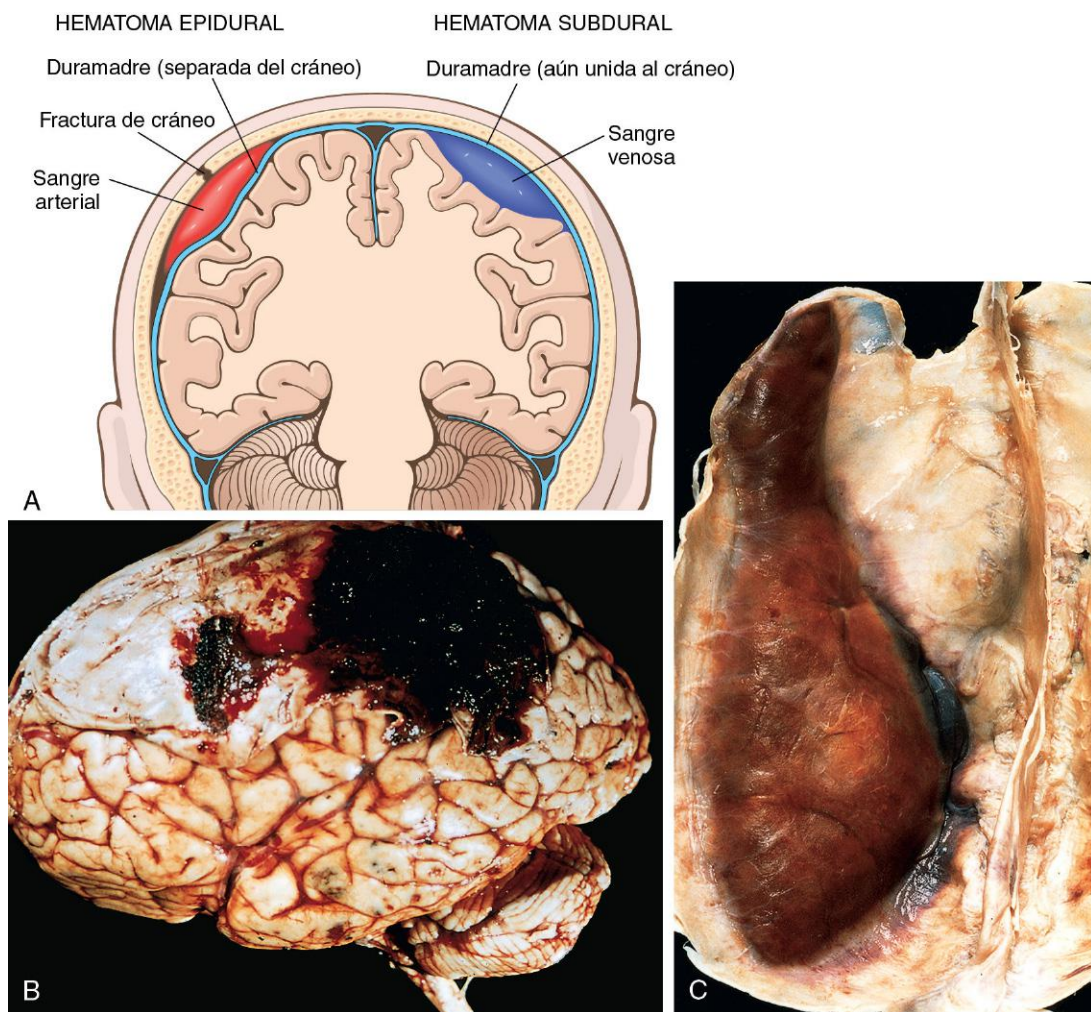 HEMATOMA EPIDURAL
HEMATOMA SUBDURAL
Duramadre (separada del cráneo)
Duramadre (aún unida al cráneo)
Fractura de cráneo
Sangre
arterial
Sangre
venosa
A
B
C